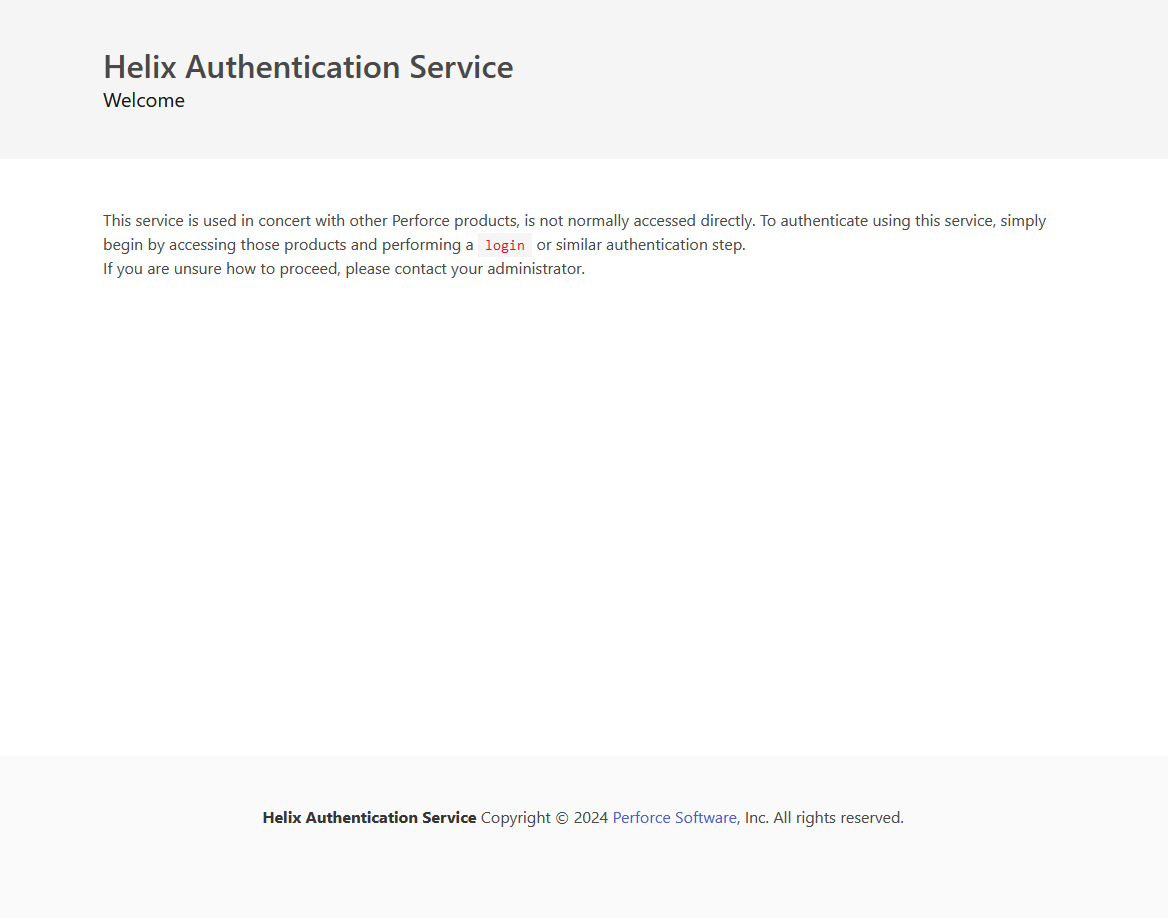 Helix Authentication Service
Welcome
This service is used in concert with other Perforce products, is not normally accessed directly. To authenticate using this service, simply
begin by accessing those products and performing a login or similar authentication step.
If you are unsure how to proceed, please contact your administrator.
Helix Authentication Service Copyright © 2024 Perforce Software, Inc. All rights reserved.